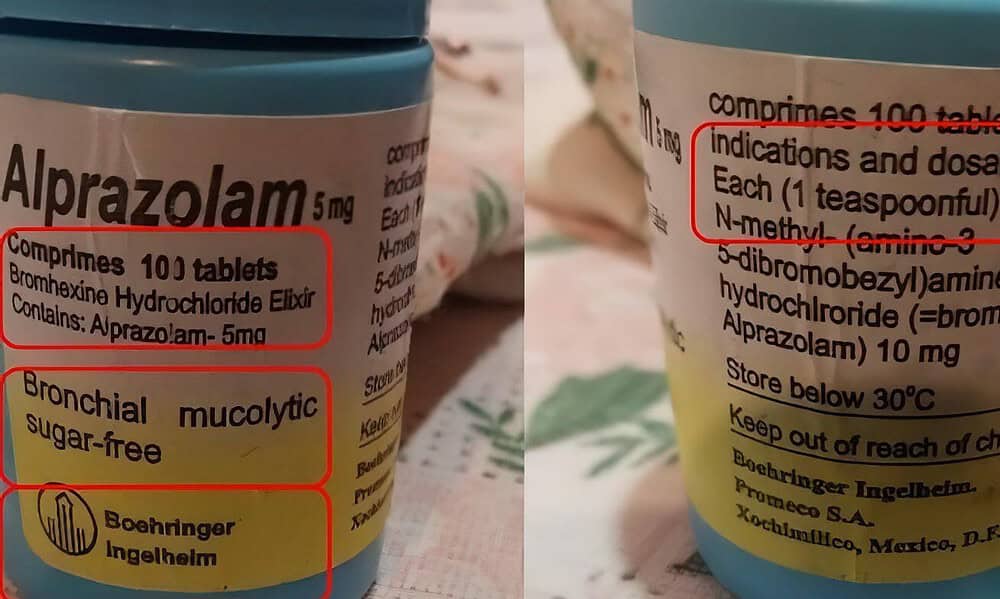 Alprazolam 5 mg
Comprimes 100 tablets
Bromhexine Hydrochloride Elixir
Contains: Alprazolam- 5mg
Bronchial mucolytic
sugar-free
Boehringer
Ingelheim
comprimes 100 table
indications and dosa
Each (1 teaspoonful)
N-methyl- (amino-3
5-dibromobezyl)amine
hydrochlroride (=brom
Alprazolam) 10 mg
Store below 30°C
Keep out of reach of ch
Boehringer Ingelheim.
Promeco S.A.
Xochimilco, Mexico, D.F.